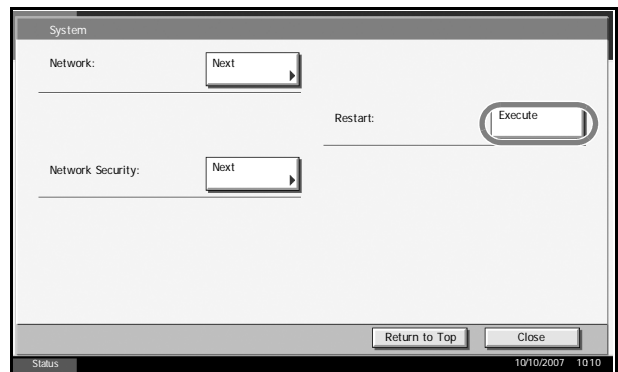 System
Network:
Next
Restart:
Execute
Network Security:
Next
Return to Top
Close
Status
10/10/2007 10:10